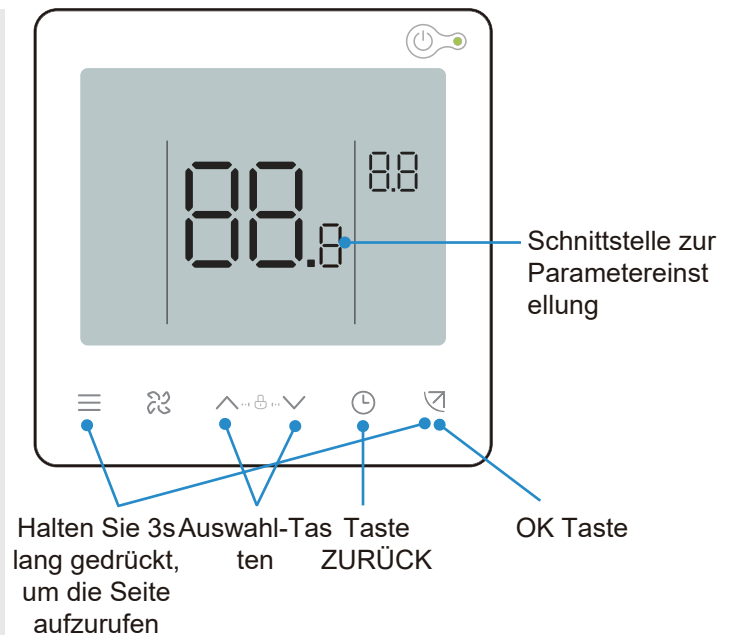 88.8
8.8
Schnittstelle zur
Parametereinst
ellung
Halten Sie 3s
lang gedrückt,
um die Seite
aufzurufen
Auswahl-Tas
ten
Taste
ZURÜCK
OK Taste